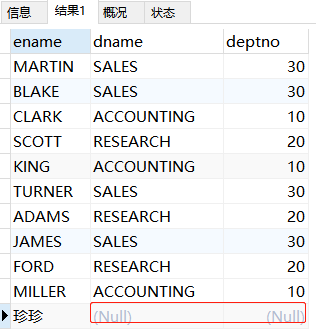 信息 结果1 概况 状态
ename dname deptno
MARTIN SALES 30
BLAKE SALES 30
CLARK ACCOUNTING 10
SCOTT RESEARCH 20
KING ACCOUNTING 10
TURNER SALES 30
ADAMS RESEARCH 20
JAMES SALES 30
FORD RESEARCH 20
MILLER ACCOUNTING 10
珍珍 (Null) (Null)